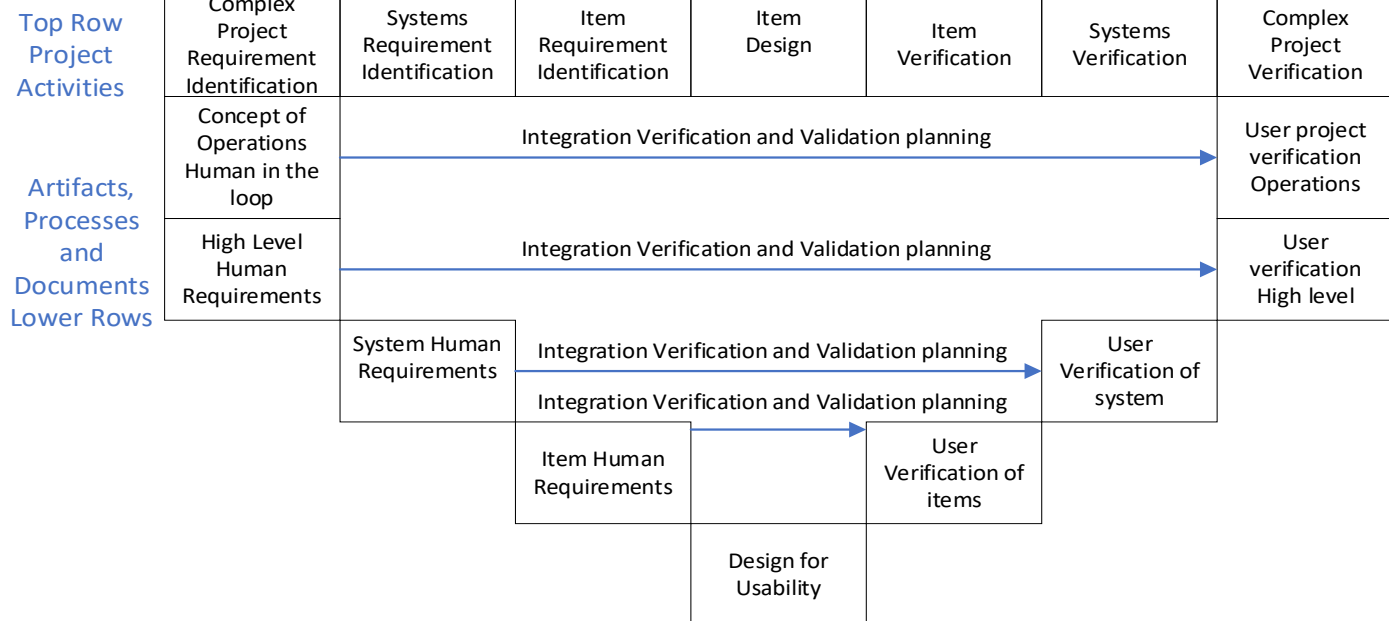 Top Row
Project
Activities
Complex
Project
Requirement
Identification
Systems
Requirement
Identification
Item
Requirement
Identification
Item
Design
Item
Verification
Systems
Verification
Complex
Project
Verification
Artifacts,
Processes
and
Documents
Lower Rows
Concept of
Operations
Human in the
loop
Integration Verification and Validation planning
User project
verification
Operations
High Level
Human
Requirements
Integration Verification and Validation planning
User
verification
High level
System Human
Requirements
Integration Verification and Validation planning
User
Verification of
system
Integration Verification and Validation planning
Item Human
Requirements
User
Verification of
items
Design for
Usability